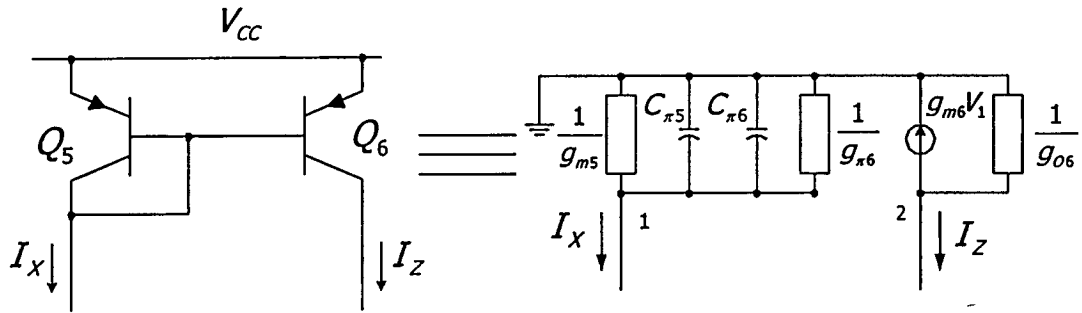 V_CC
Q_5
Q_6
I_X
I_Z
1/g_m5
C_π5
C_π6
1/g_π6
g_m6V_1
1/g_o6
I_X
1
2
I_Z